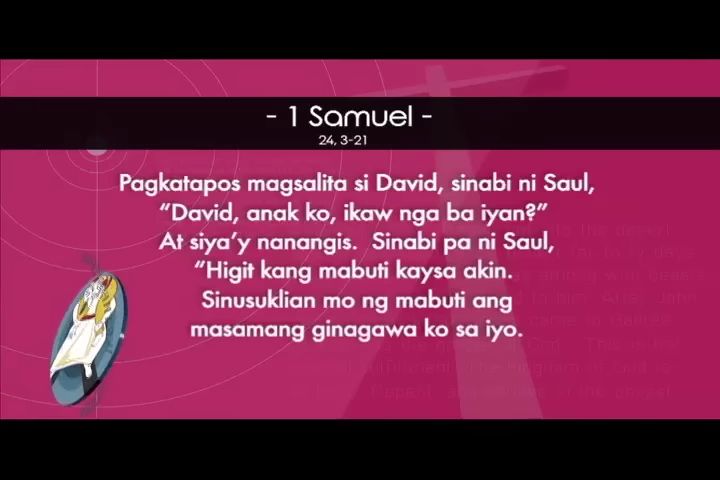 - 1 Samuel -
24, 3-21
Pagkatapos magsalita si David, sinabi ni Saul,
“David, anak ko, ikaw nga ba iyan?”
At siya’y nanangis. Sinabi pa ni Saul,
“Higit kang mabuti kaysa akin.
Sinusuklian mo ng mabuti ang
masamang ginagawa ko sa iyo.